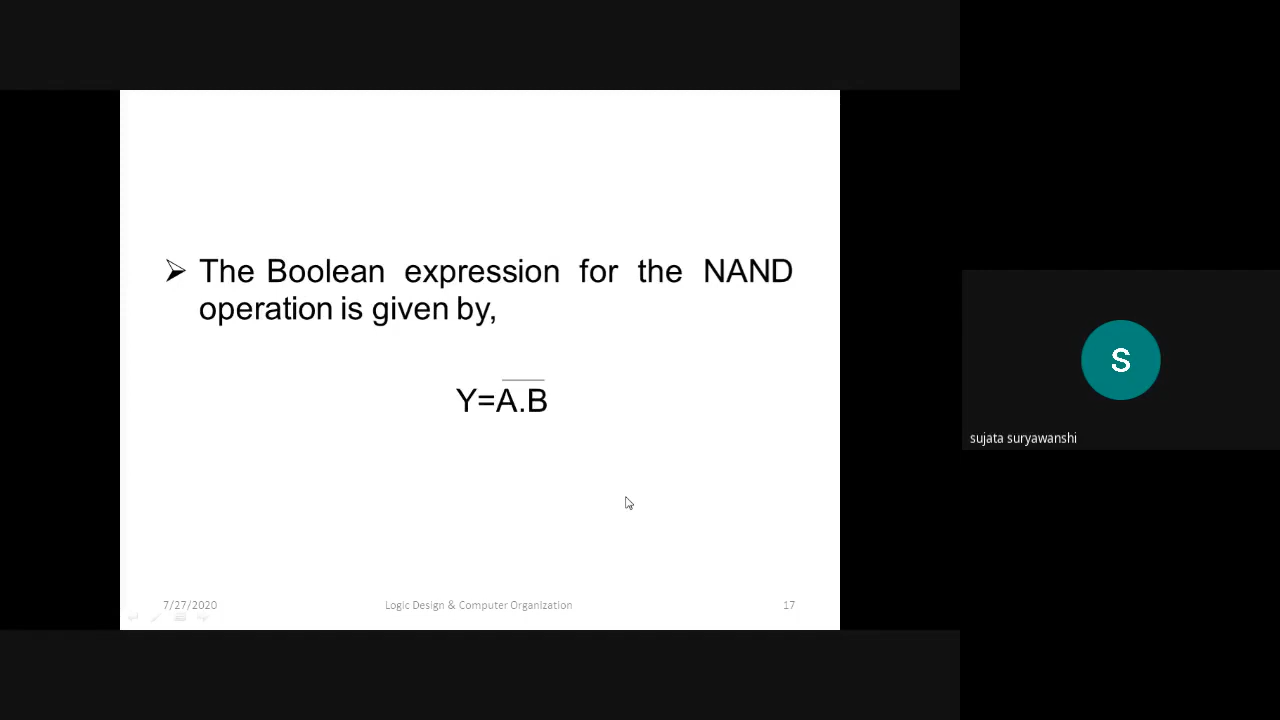 ➢ The Boolean expression for the NAND
operation is given by,
Y=A̅.̅B̅
S
sujata suryawanshi
7/27/2020 Logic Design & Computer Organization 17